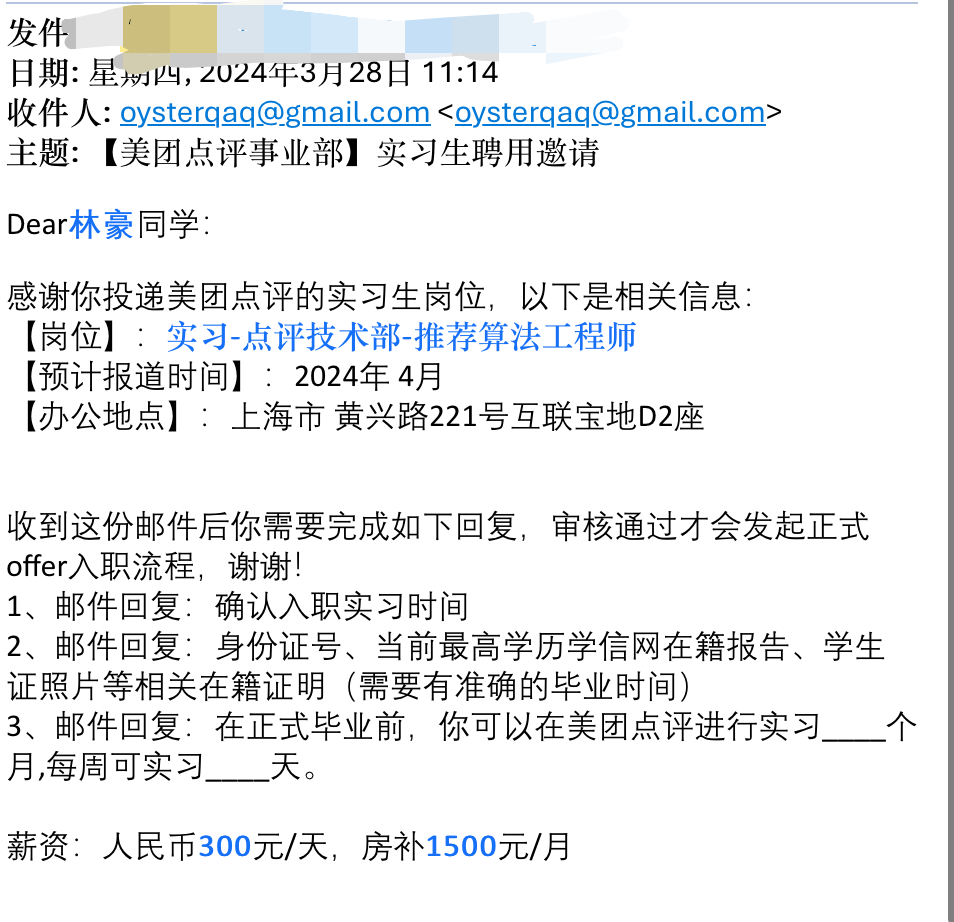 发件
日期: 星期四, 2024年3月28日 11:14
收件人: oysterqaq@gmail.com <oysterqaq@gmail.com>
主题: 【美团点评事业部】实习生聘用邀请
Dear林豪同学：
感谢你投递美团点评的实习生岗位，以下是相关信息：
【岗位】：实习-点评技术部-推荐算法工程师
【预计报道时间】：2024年 4月
【办公地点】：上海市 黄兴路221号互联宝地D2座
收到这份邮件后你需要完成如下回复，审核通过才会发起正式
offer入职流程，谢谢！
1、邮件回复：确认入职实习时间
2、邮件回复：身份证号、当前最高学历学信网在籍报告、学生
证照片等相关在籍证明（需要有准确的毕业时间）
3、邮件回复：在正式毕业前，你可以在美团点评进行实习____个
月,每周可实习____天。
薪资：人民币300元/天，房补1500元/月